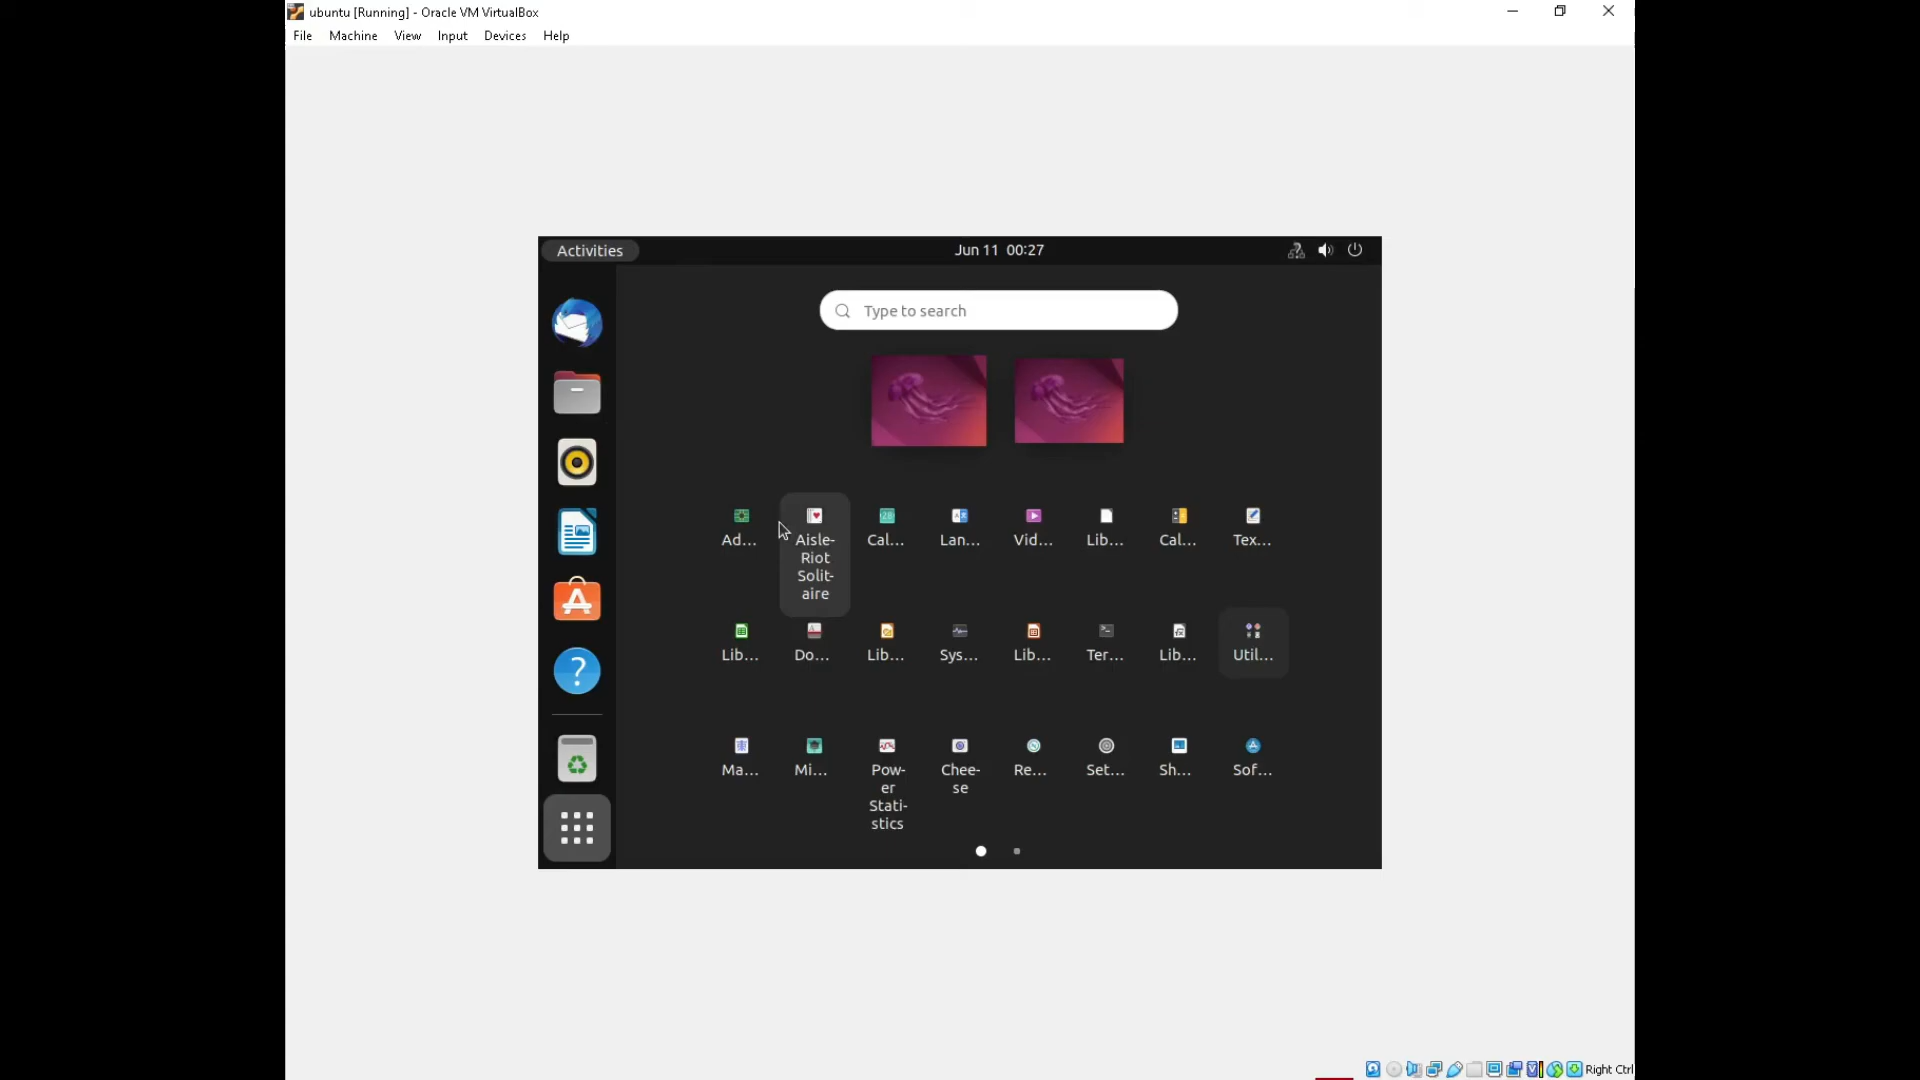 ubuntu [Running] - Oracle VM VirtualBox
File Machine View Input Devices Help
Activities
Jun 11 00:27
Type to search
Ad...
Aisle-
Riot
Solit-
aire
Cal...
Lan...
Vid...
Lib...
Cal...
Tex...
Lib...
Do...
Lib...
Sys...
Lib...
Ter...
Lib...
Util...
Ma...
Mi...
Pow-
er
Stati-
stics
Chee-
se
Re...
Set...
Sh...
Sof...
Right Ctrl